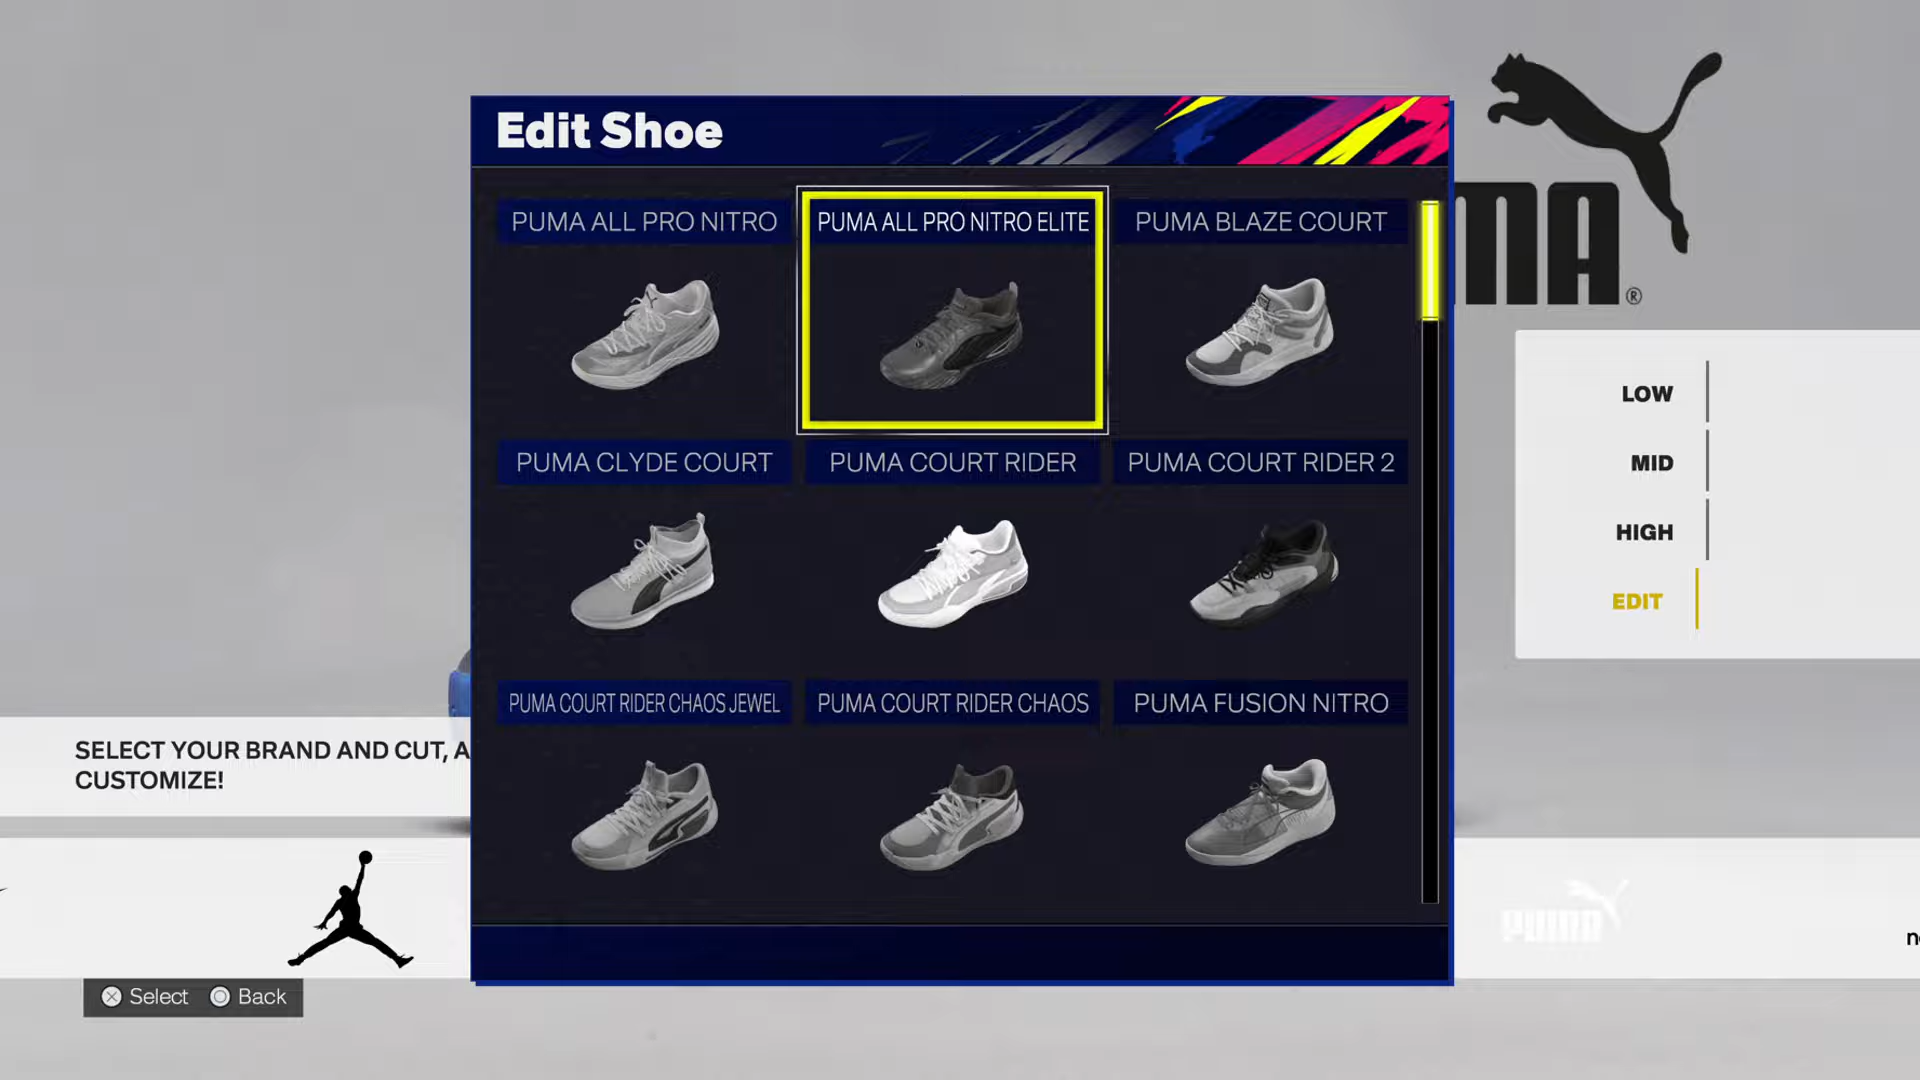 Edit Shoe
PUMA ALL PRO NITRO
PUMA ALL PRO NITRO ELITE
PUMA BLAZE COURT
PUMA CLYDE COURT
PUMA COURT RIDER
PUMA COURT RIDER 2
PUMA COURT RIDER CHAOS JEWEL
PUMA COURT RIDER CHAOS
PUMA FUSION NITRO
MA®
LOW
MID
HIGH
EDIT
SELECT YOUR BRAND AND CUT, A
CUSTOMIZE!
PUMA
Select
Back